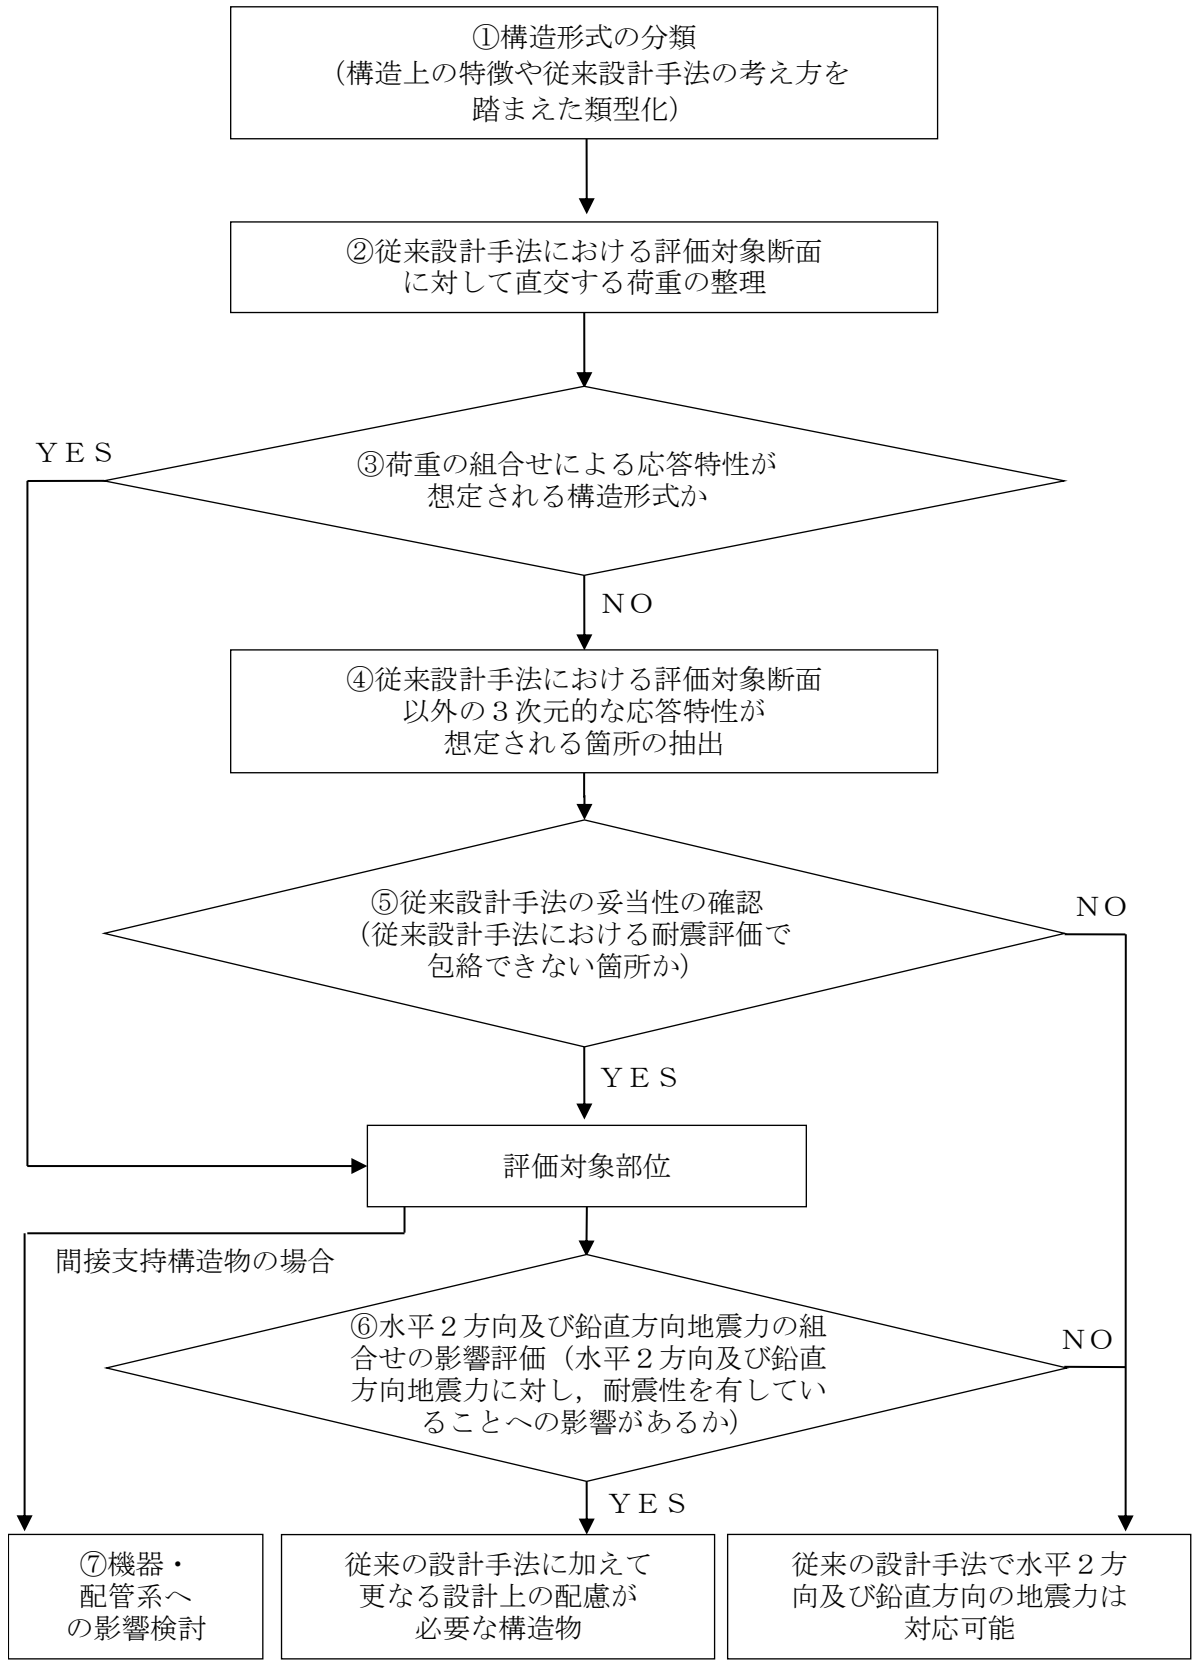 ①構造形式の分類
（構造上の特徴や従来設計手法の考え方を
踏まえた類型化）
②従来設計手法における評価対象断面
に対して直交する荷重の整理
ＹＥＳ
③荷重の組合せによる応答特性が
想定される構造形式か
ＮＯ
④従来設計手法における評価対象断面
以外の３次元的な応答特性が
想定される箇所の抽出
⑤従来設計手法の妥当性の確認
（従来設計手法における耐震評価で
包絡できない箇所か）
ＮＯ
ＹＥＳ
評価対象部位
間接支持構造物の場合
⑥水平２方向及び鉛直方向地震力の組
合せの影響評価（水平２方向及び鉛直
方向地震力に対し，耐震性を有してい
ることへの影響があるか）
ＮＯ
ＹＥＳ
⑦機器・
配管系へ
の影響検討
従来の設計手法に加えて
更なる設計上の配慮が
必要な構造物
従来の設計手法で水平２方
向及び鉛直方向の地震力は
対応可能